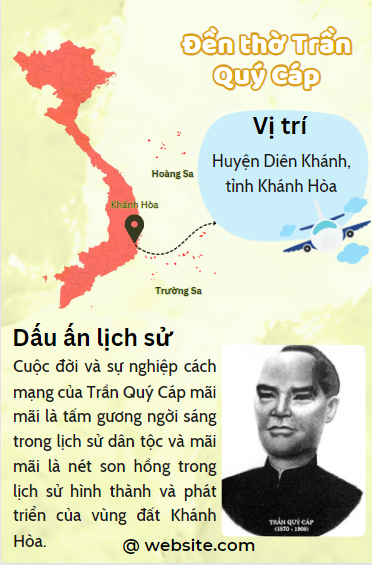 Đền thờ Trần
Quý Cáp
Vị trí
Huyện Diên Khánh,
tỉnh Khánh Hòa
Hoàng Sa
Khánh Hòa
Trường Sa
Dấu ấn lịch sử
Cuộc đời và sự nghiệp cách
mạng của Trần Quý Cáp mãi
mãi là tấm gương ngời sáng
trong lịch sử dân tộc và mãi
mãi là nét son hồng trong
lịch sử hình thành và phát
triển của vùng đất Khánh
Hòa.
TRẦN QUÝ CÁP
(1870 - 1908)
@ website.com